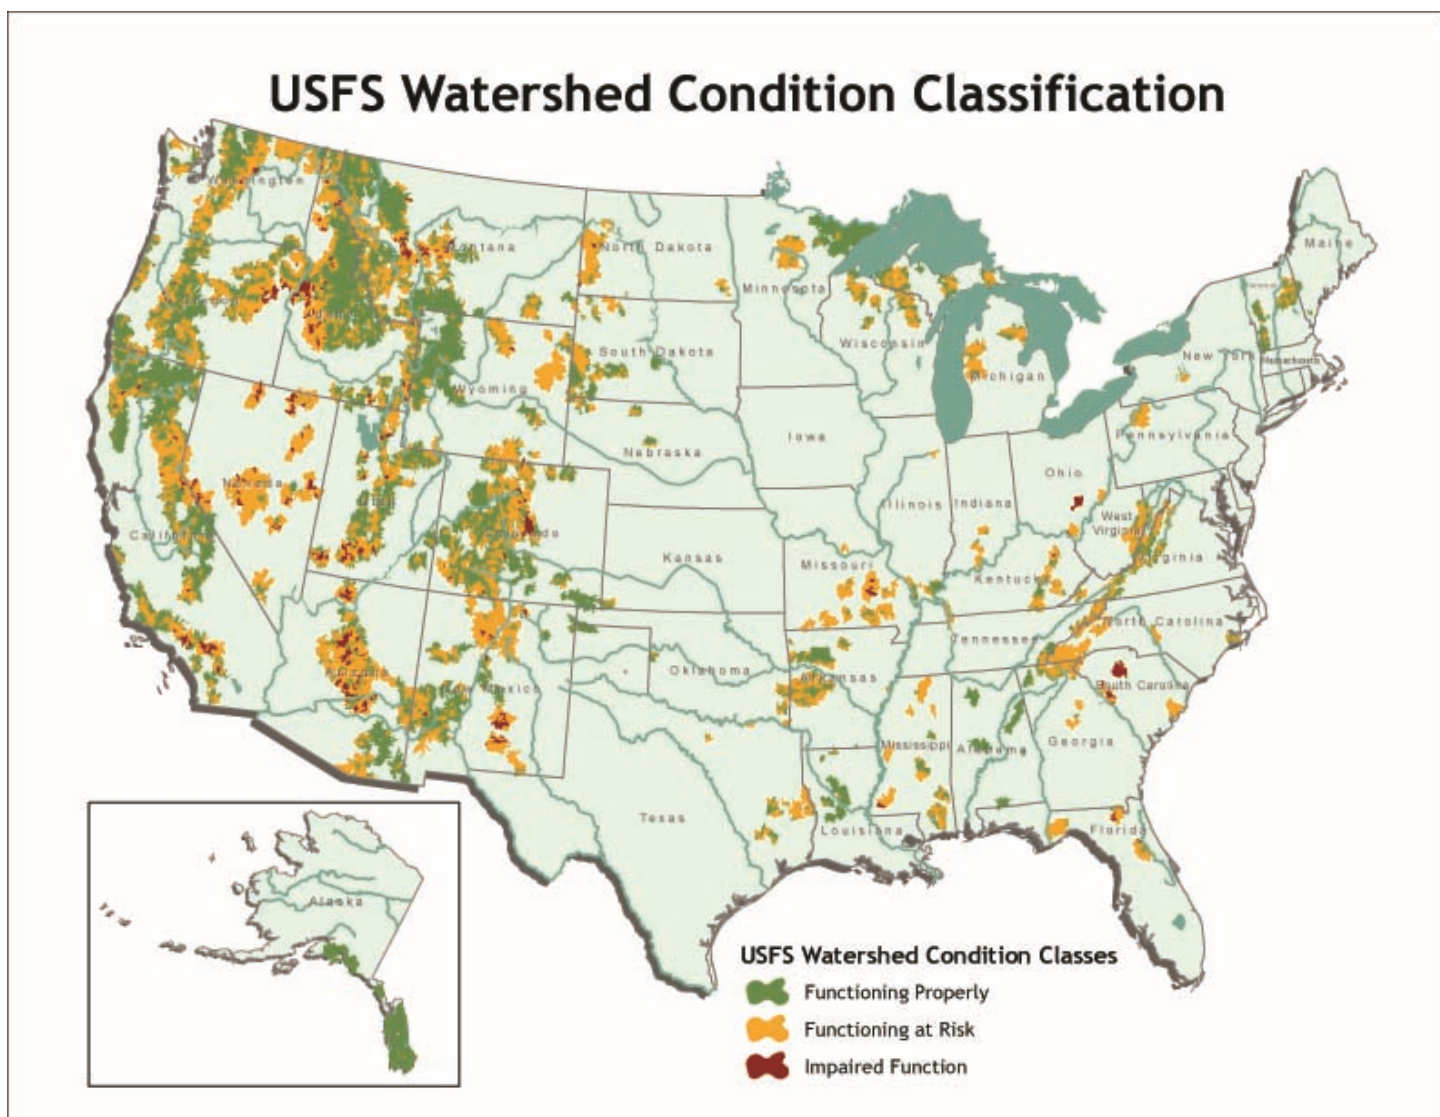 USFS Watershed Condition Classification
Washington
Montana
North Dakota
Minnesota
Maine
South Dakota
Wisconsin
Michigan
New York
Massachusetts
Wyoming
Iowa
Pennsylvania
Nebraska
Ohio
Nevada
Illinois
Indiana
West
Virginia
California
Colorado
Kansas
Missouri
Virginia
Kentucky
North Carolina
Tennessee
Arizona
New Mexico
Oklahoma
Arkansas
South Carolina
Mississippi
Alabama
Georgia
Texas
Louisiana
Florida
Alaska
USFS Watershed Condition Classes
Functioning Properly
Functioning at Risk
Impaired Function